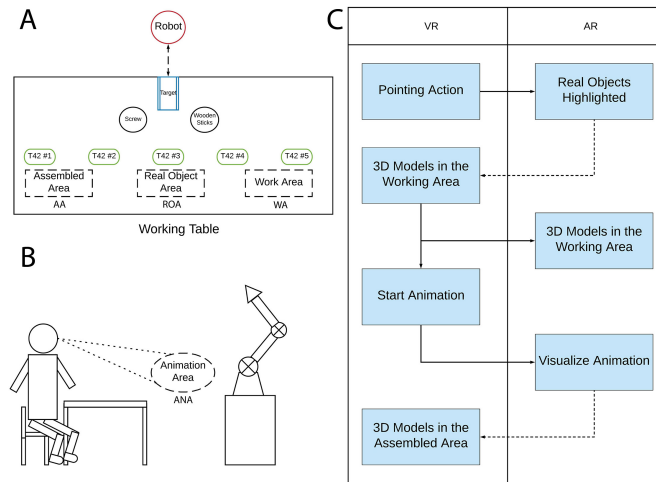 A
Robot
Target
Screw
Wooden
Sticks
T42 #1
T42 #2
T42 #3
T42 #4
T42 #5
Assembled
Area
Real Object
Area
Work Area
AA
ROA
WA
Working Table
B
Animation
Area
ANA
C
VR
AR
Pointing Action
Real Objects
Highlighted
3D Models in the
Working Area
3D Models in the
Working Area
Start Animation
Visualize Animation
3D Models in the
Assembled Area